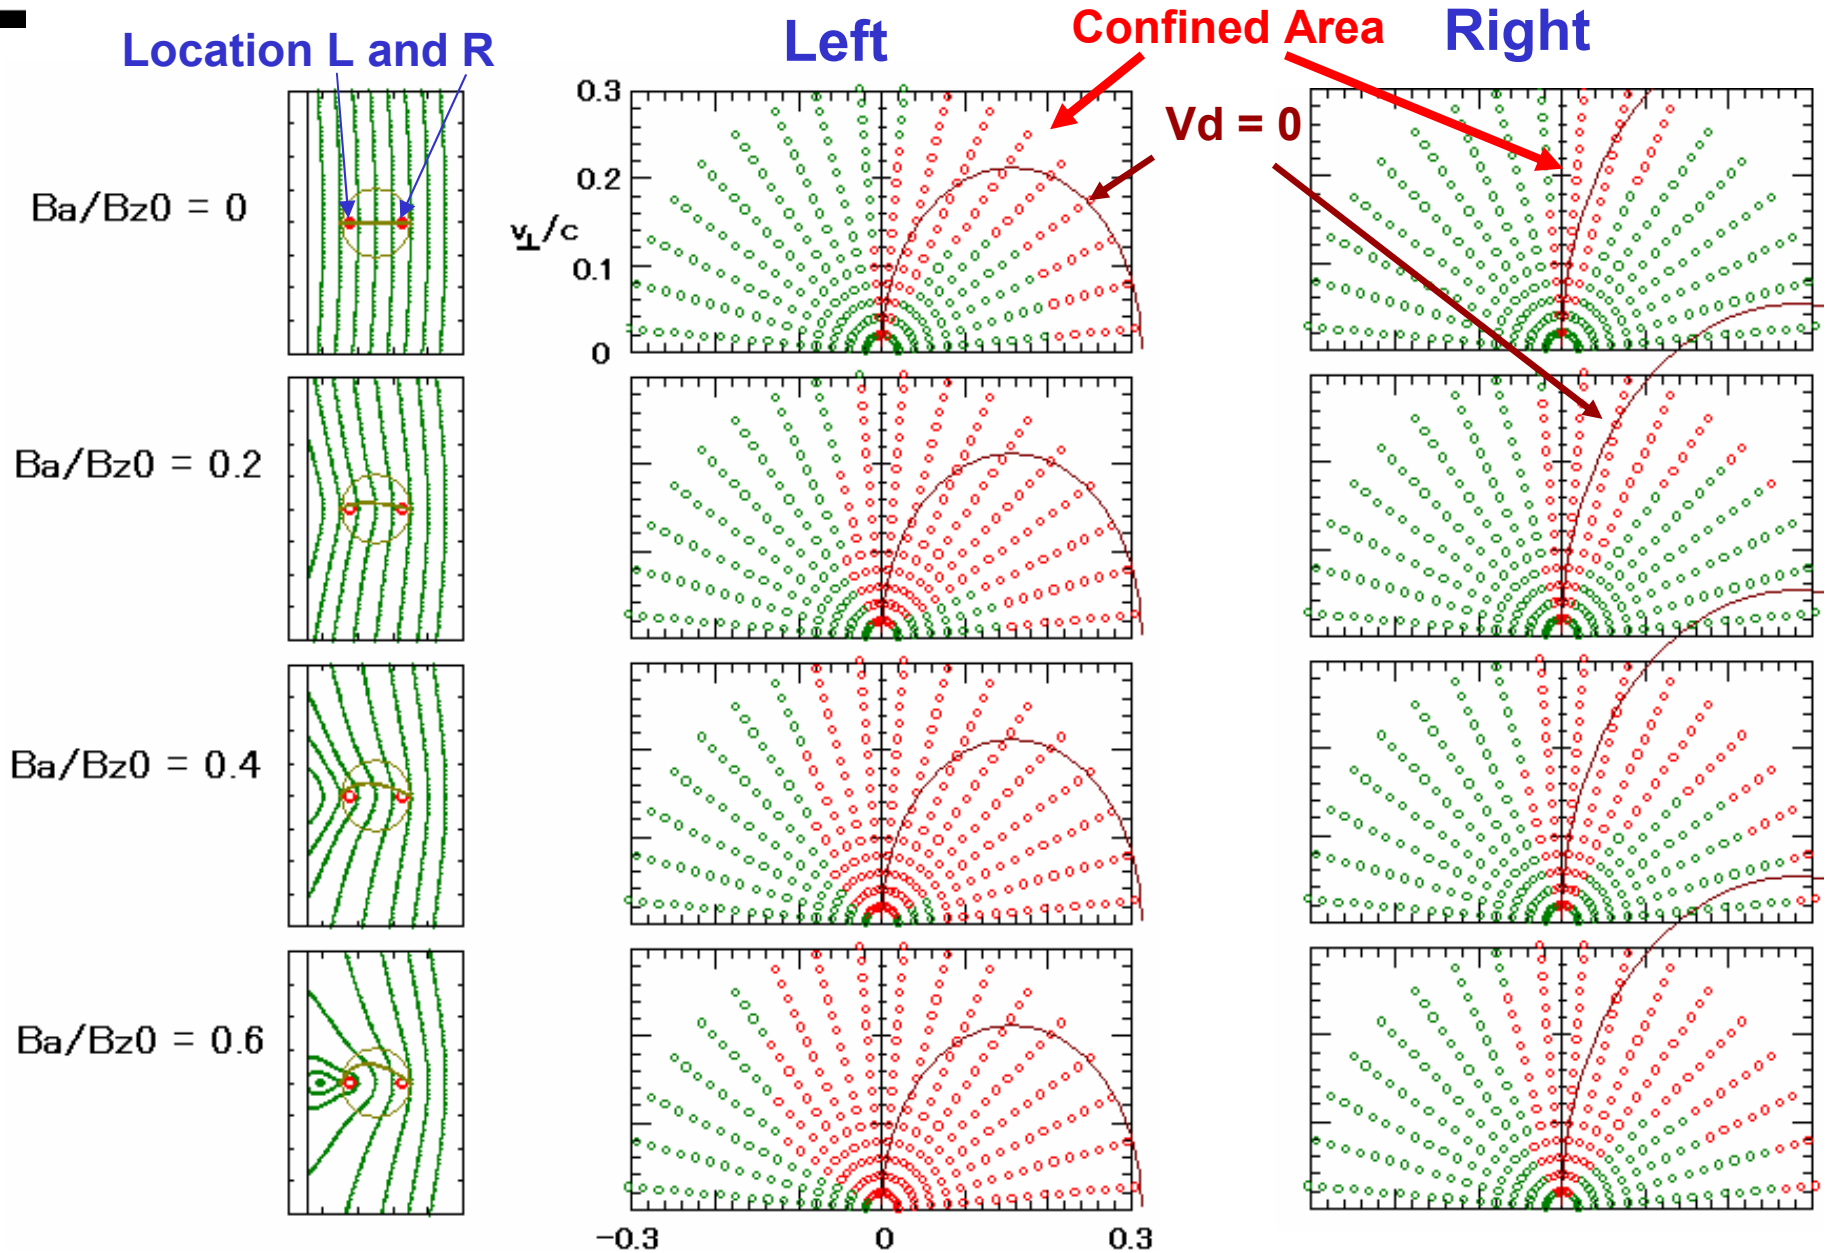 Location L and R
Left
Confined Area
Right
Vd = 0
0.3
0.2
v⊥/c
0.1
0
Ba/Bz0 = 0
Ba/Bz0 = 0.2
Ba/Bz0 = 0.4
Ba/Bz0 = 0.6
−0.3
0
0.3